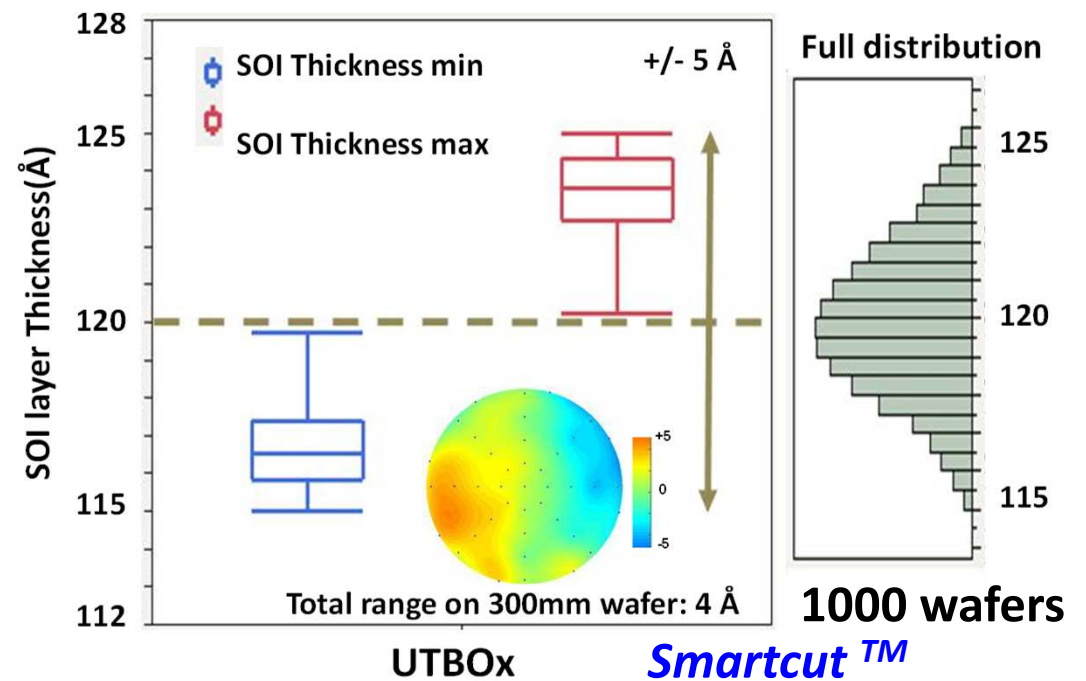 128
SOI Thickness min
+/- 5 Å
Full distribution
SOI Thickness max
125
125
SOI layer Thickness(Å)
120
120
+5
0
-5
115
115
Total range on 300mm wafer: 4 Å
112
1000 wafers
UTBOx
Smartcut TM